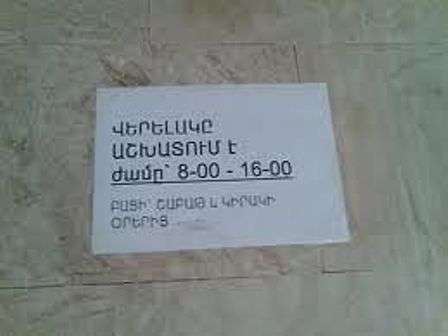 ՎԵՐԵԼԱԿԸ
ԱՇԽԱՏՈՒՄ Է
ժամը՝ 8-00 - 16-00
ԲԱՑԻ՝ ՇԱԲԱԹ և ԿԻՐԱԿԻ
ՕՐԵՐԻՑ